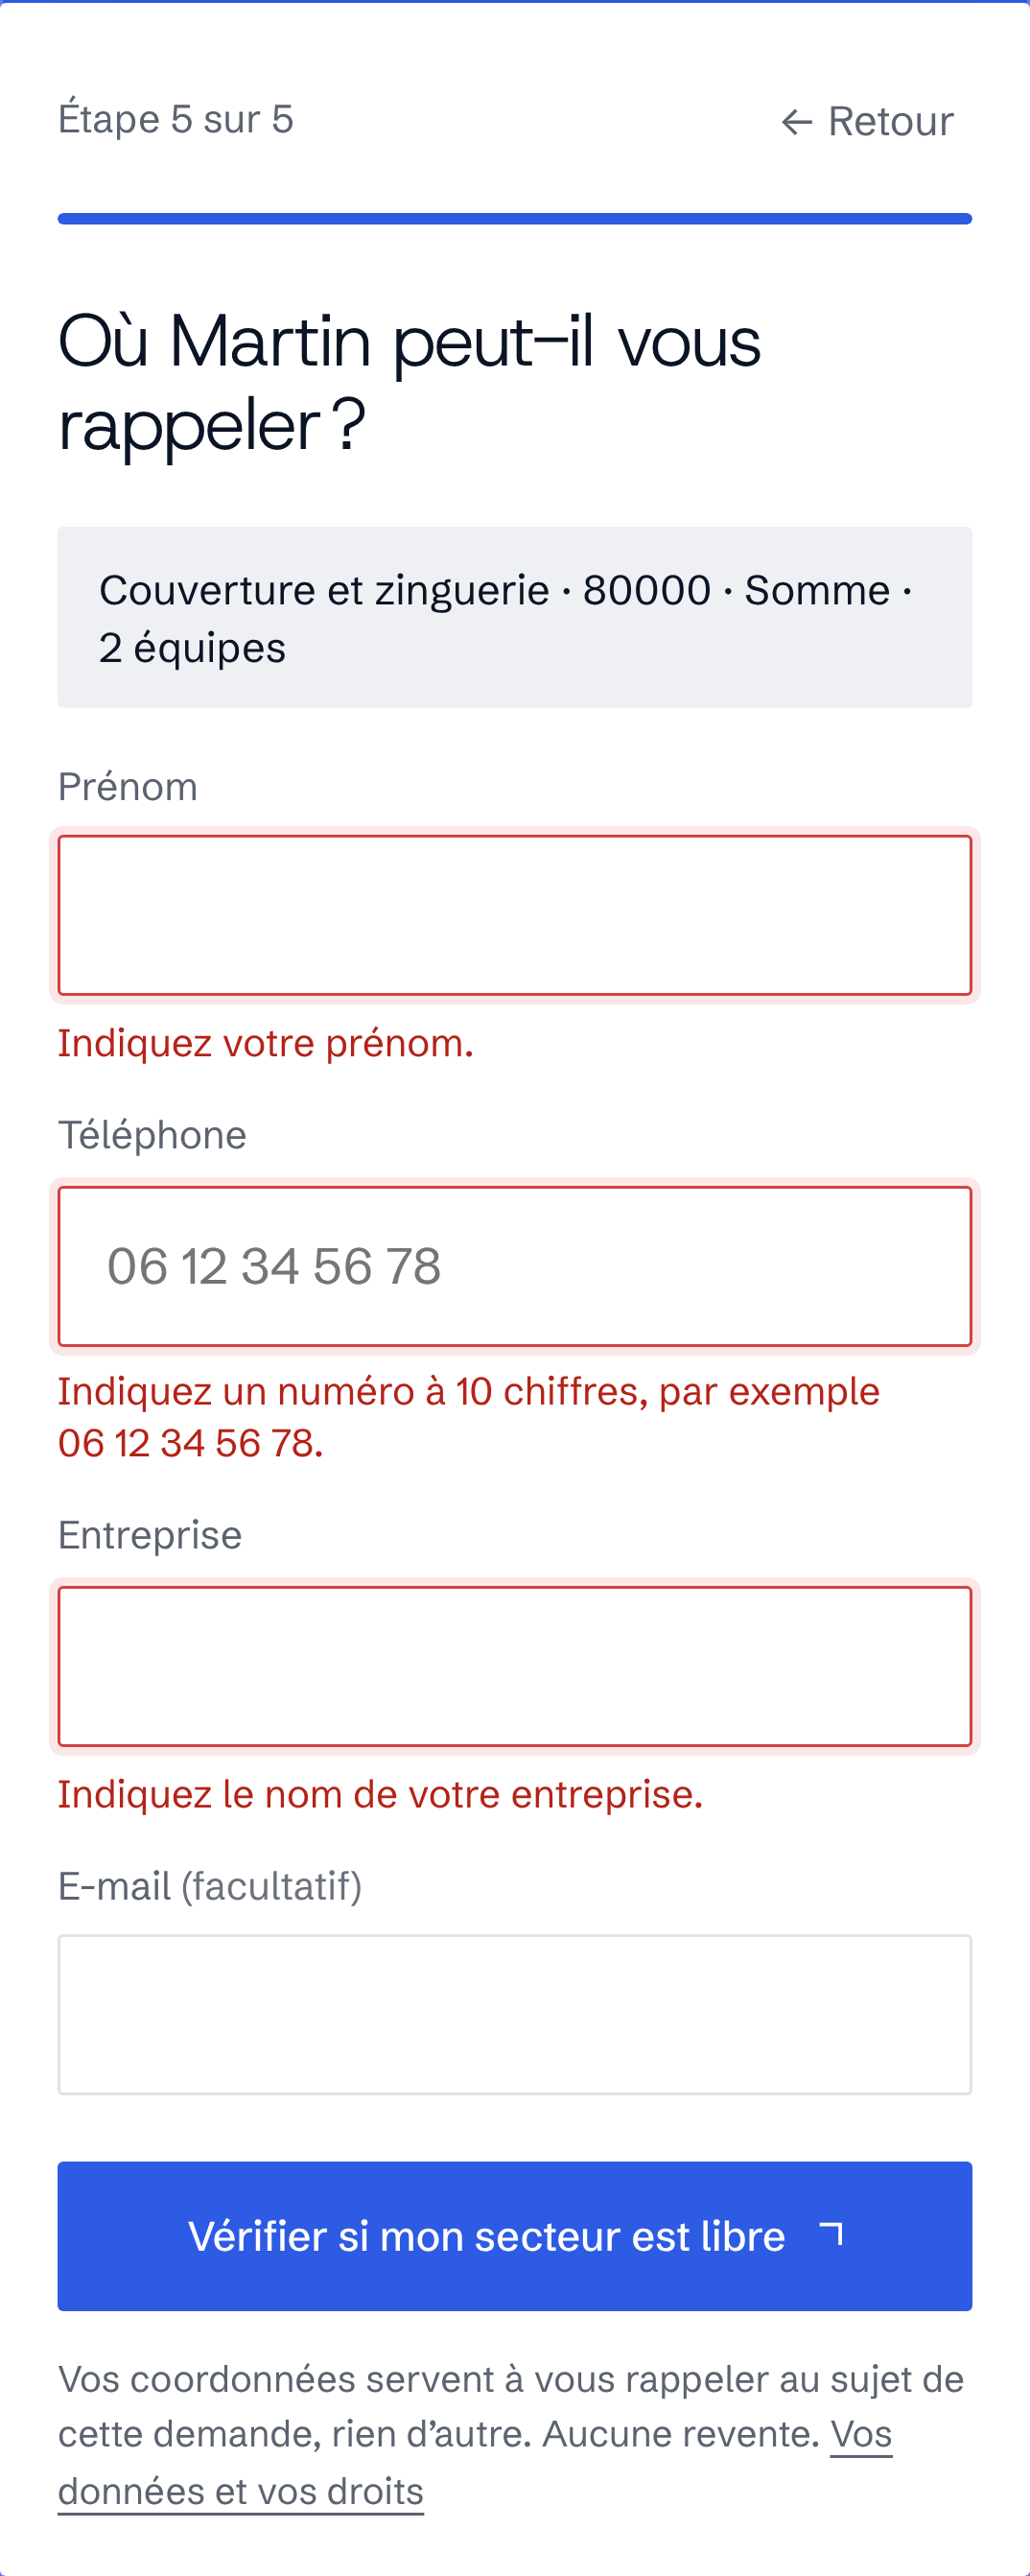 Étape 5 sur 5
← Retour
Où Martin peut-il vous
rappeler ?
Couverture et zinguerie · 80000 · Somme ·
2 équipes
Prénom
Indiquez votre prénom.
Téléphone
06 12 34 56 78
Indiquez un numéro à 10 chiffres, par exemple
06 12 34 56 78.
Entreprise
Indiquez le nom de votre entreprise.
E-mail (facultatif)
Vérifier si mon secteur est libre
Vos coordonnées servent à vous rappeler au sujet de
cette demande, rien d’autre. Aucune revente. Vos
données et vos droits